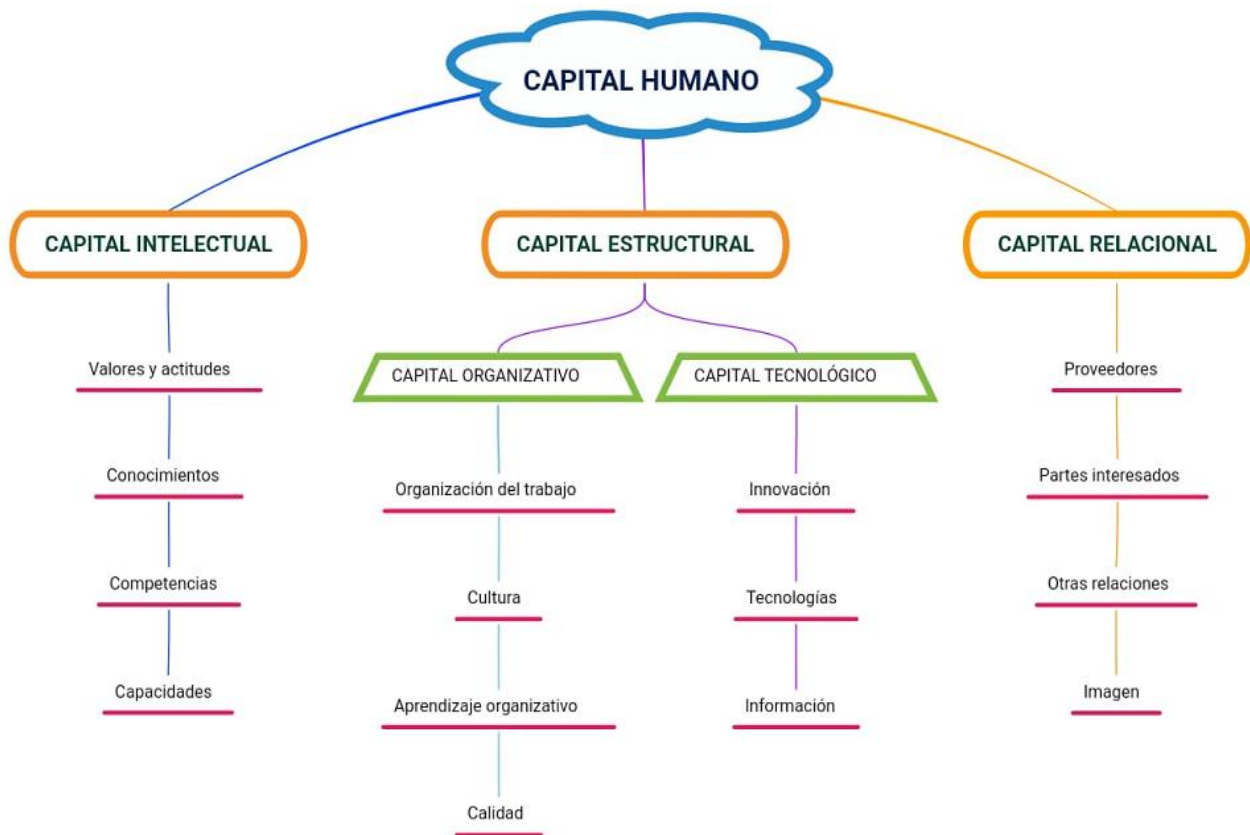 CAPITAL HUMANO
CAPITAL INTELECTUAL
CAPITAL ESTRUCTURAL
CAPITAL RELACIONAL
Valores y actitudes
CAPITAL ORGANIZATIVO
CAPITAL TECNOLÓGICO
Proveedores
Conocimientos
Organización del trabajo
Innovación
Partes interesados
Competencias
Cultura
Tecnologías
Otras relaciones
Capacidades
Aprendizaje organizativo
Información
Imagen
Calidad